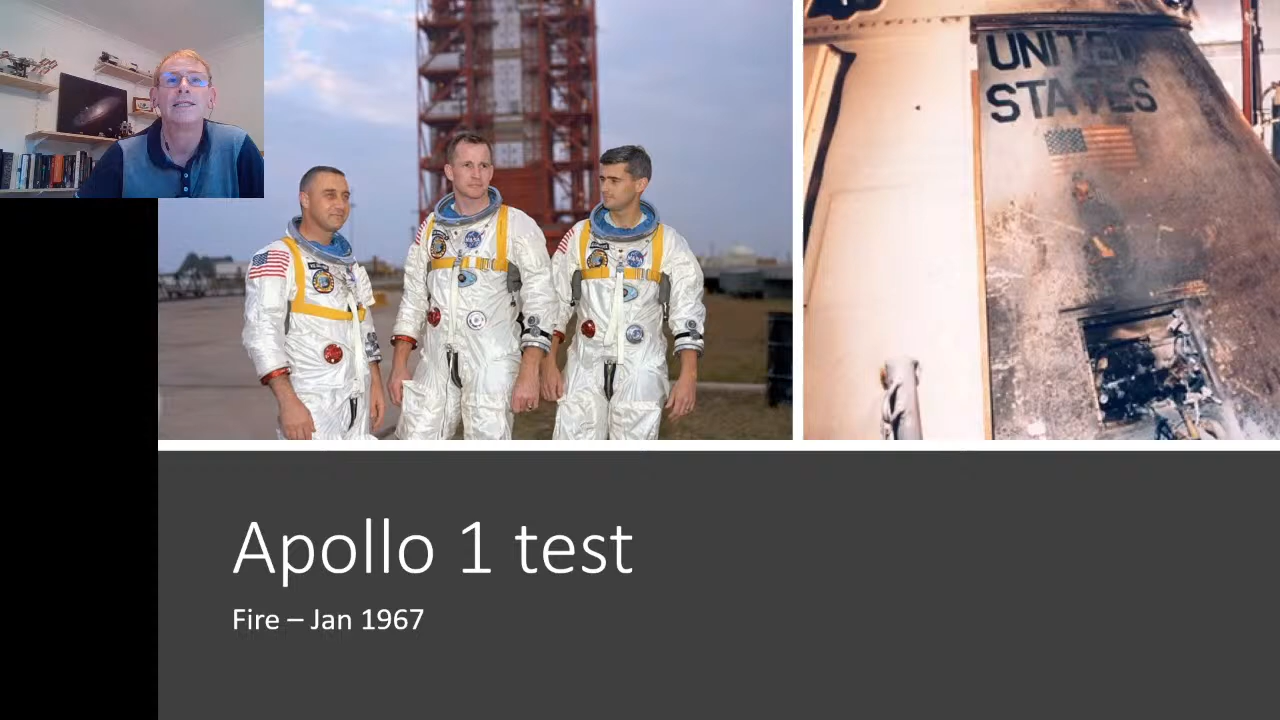 UNITED
STATES
Apollo 1 test
Fire – Jan 1967